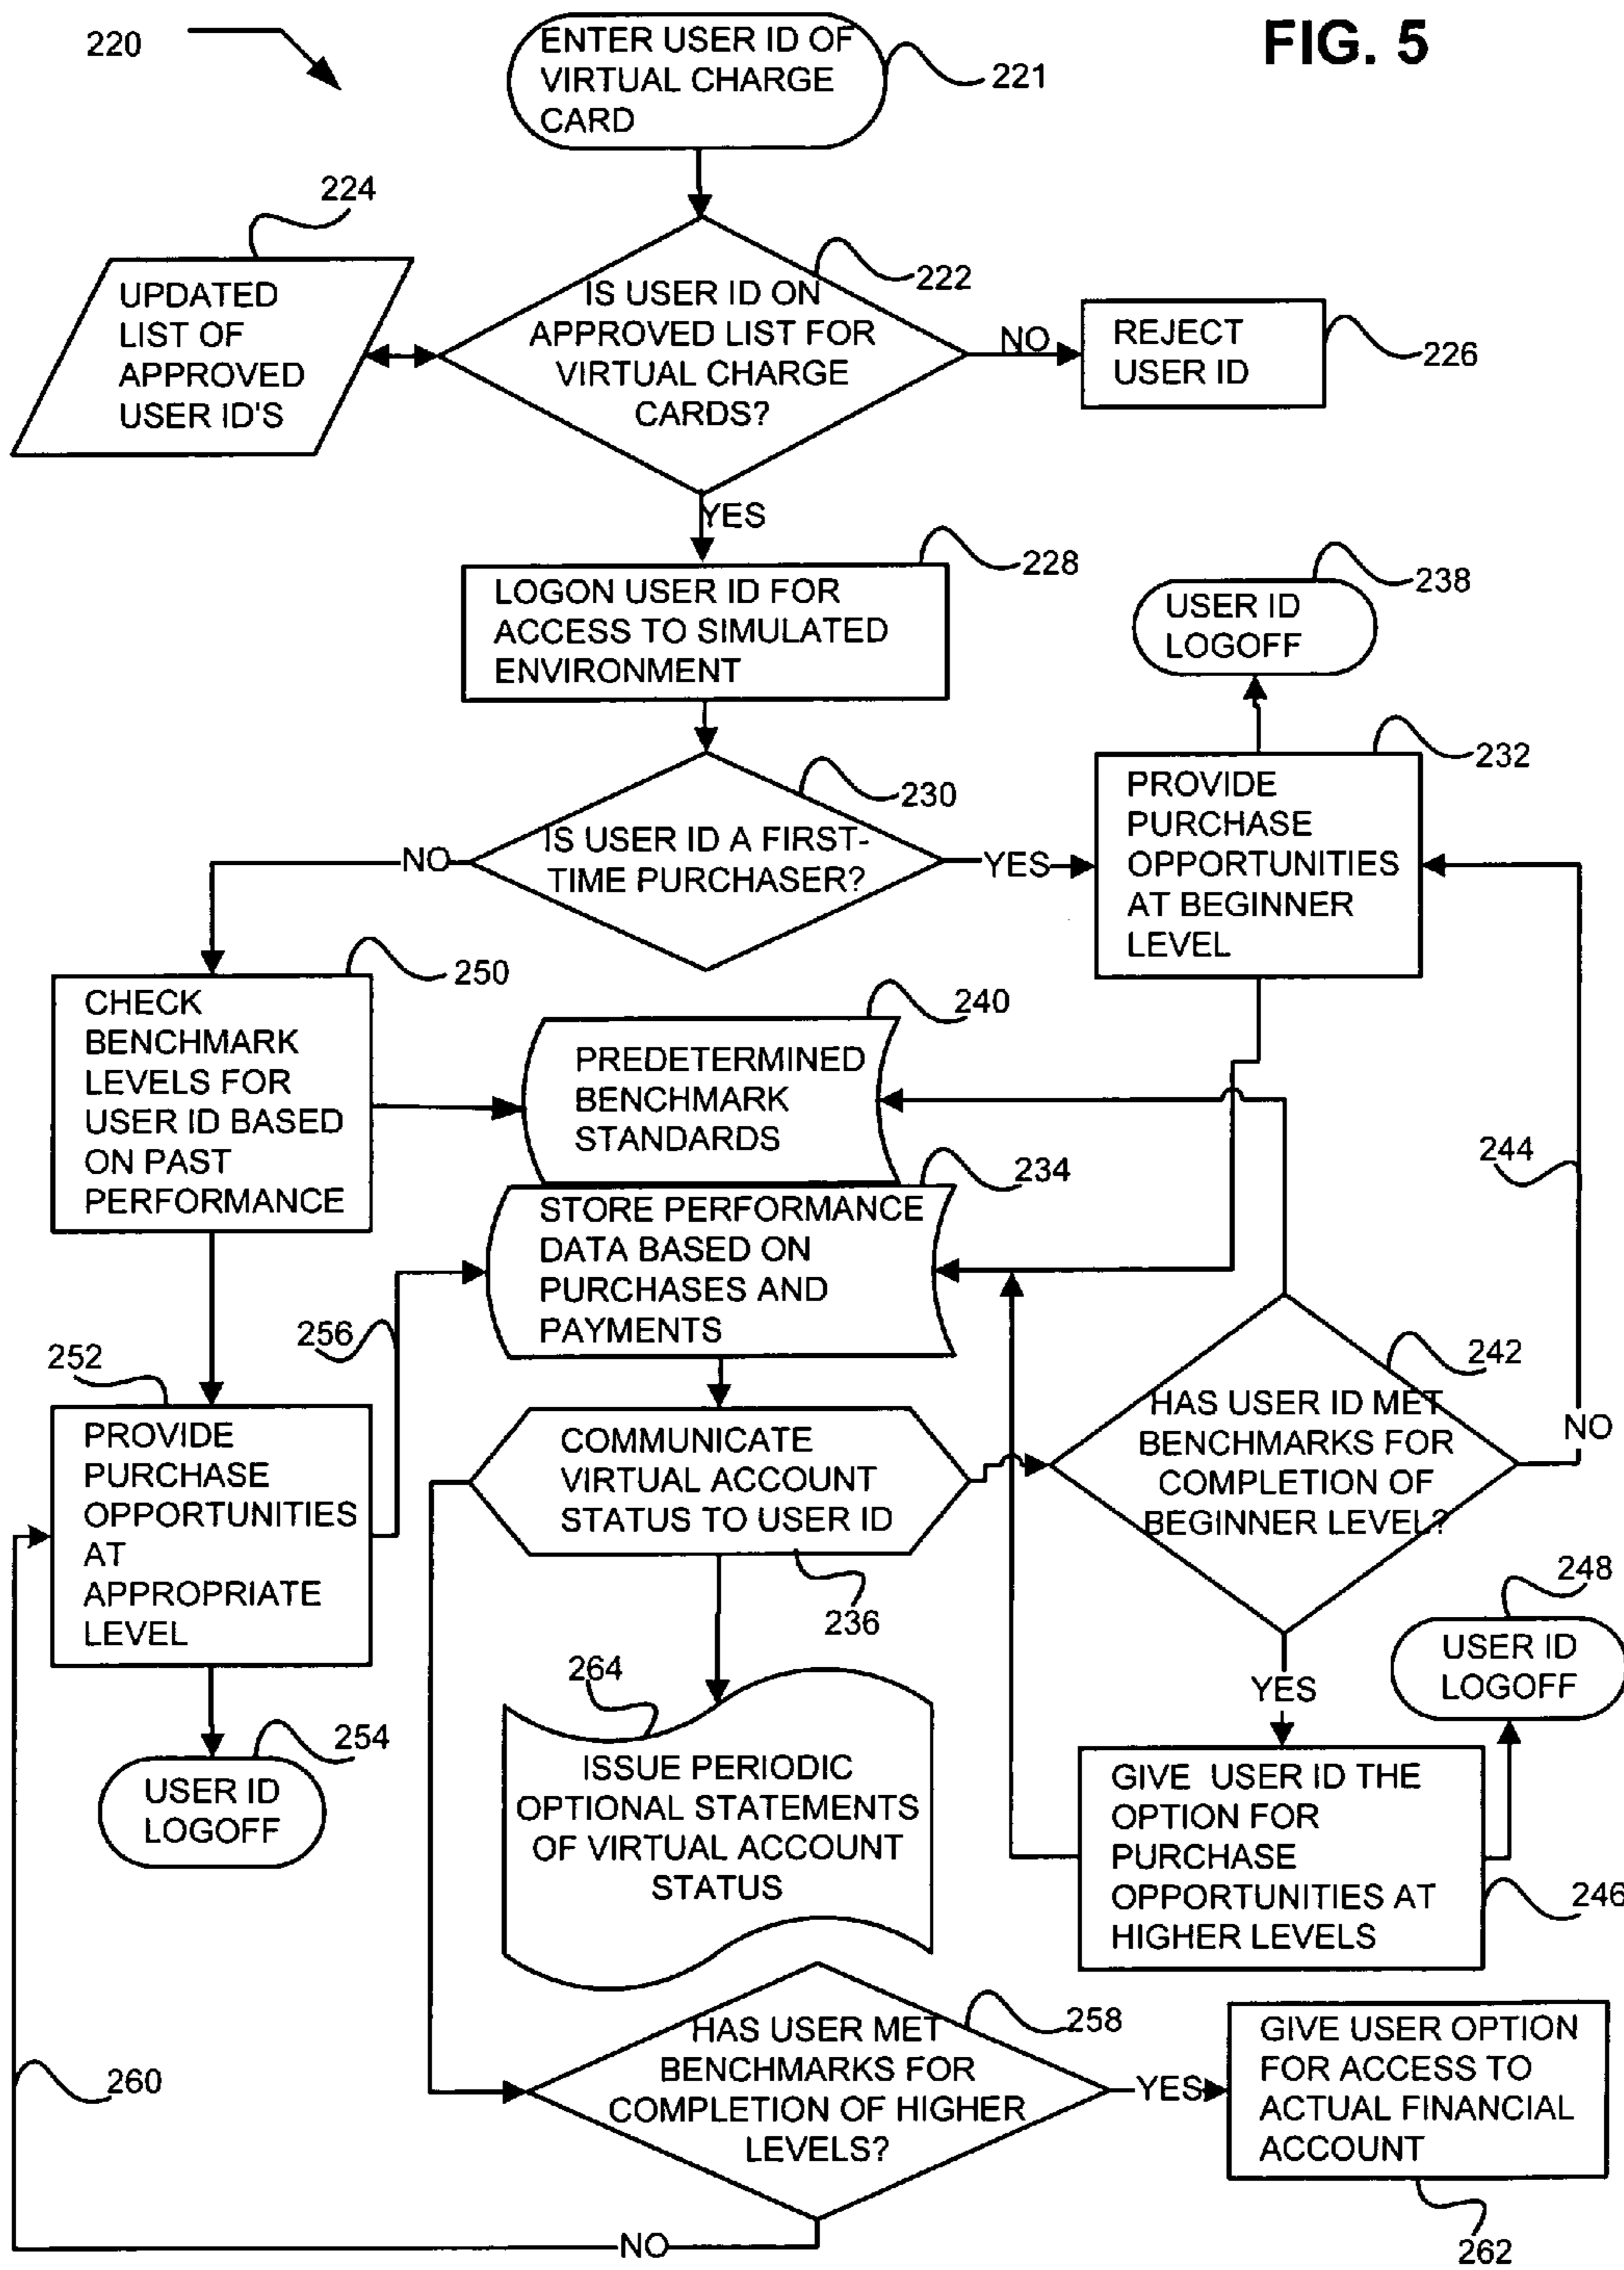 FIG. 5
220
ENTER USER ID OF
VIRTUAL CHARGE
CARD
221
224
UPDATED
LIST OF
APPROVED
USER ID'S
IS USER ID ON
APPROVED LIST FOR
VIRTUAL CHARGE
CARDS?
222
NO
REJECT
USER ID
226
YES
LOGON USER ID FOR
ACCESS TO SIMULATED
ENVIRONMENT
228
USER ID
LOGOFF
238
IS USER ID A FIRST-
TIME PURCHASER?
230
NO
YES
PROVIDE
PURCHASE
OPPORTUNITIES
AT BEGINNER
LEVEL
232
CHECK
BENCHMARK
LEVELS FOR
USER ID BASED
ON PAST
PERFORMANCE
250
PREDETERMINED
BENCHMARK
STANDARDS
240
STORE PERFORMANCE
DATA BASED ON
PURCHASES AND
PAYMENTS
234
244
256
252
PROVIDE
PURCHASE
OPPORTUNITIES
AT
APPROPRIATE
LEVEL
COMMUNICATE
VIRTUAL ACCOUNT
STATUS TO USER ID
236
HAS USER ID MET
BENCHMARKS FOR
COMPLETION OF
BEGINNER LEVEL?
242
NO
YES
248
USER ID
LOGOFF
254
USER ID
LOGOFF
264
ISSUE PERIODIC
OPTIONAL STATEMENTS
OF VIRTUAL ACCOUNT
STATUS
GIVE USER ID THE
OPTION FOR
PURCHASE
OPPORTUNITIES AT
HIGHER LEVELS
246
260
HAS USER MET
BENCHMARKS FOR
COMPLETION OF HIGHER
LEVELS?
258
YES
GIVE USER OPTION
FOR ACCESS TO
ACTUAL FINANCIAL
ACCOUNT
262
NO